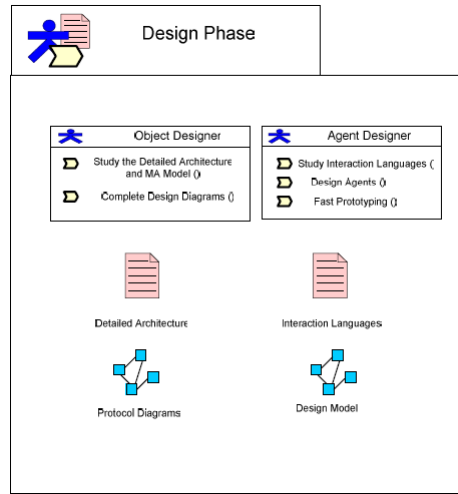 Design Phase
Object Designer
Study the Detailed Architecture
and MA Model ()
Complete Design Diagrams ()
Agent Designer
Study Interaction Languages (
Design Agents ()
Fast Prototyping ()
Detailed Architecture
Interaction Languages
Protocol Diagrams
Design Model